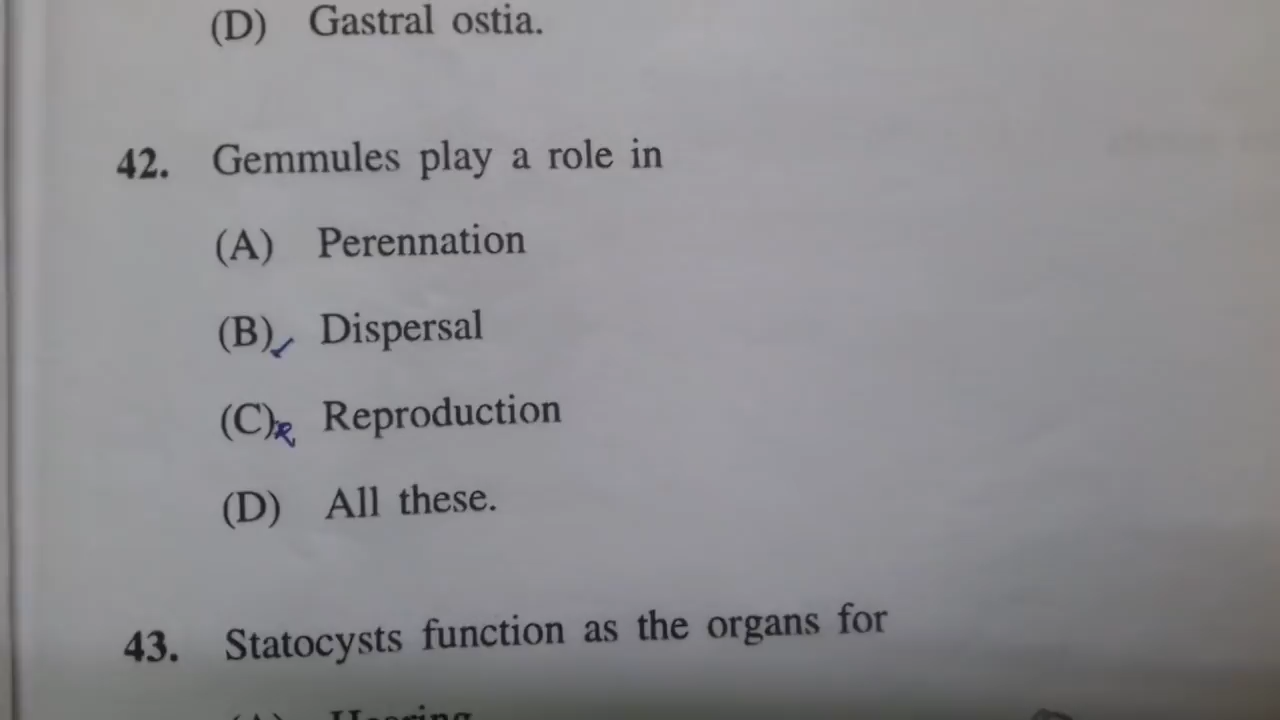 (D) Gastral ostia.
42. Gemmules play a role in
(A) Perennation
(B) Dispersal
(C) Reproduction
(D) All these.
43. Statocysts function as the organs for
(A) Hearing